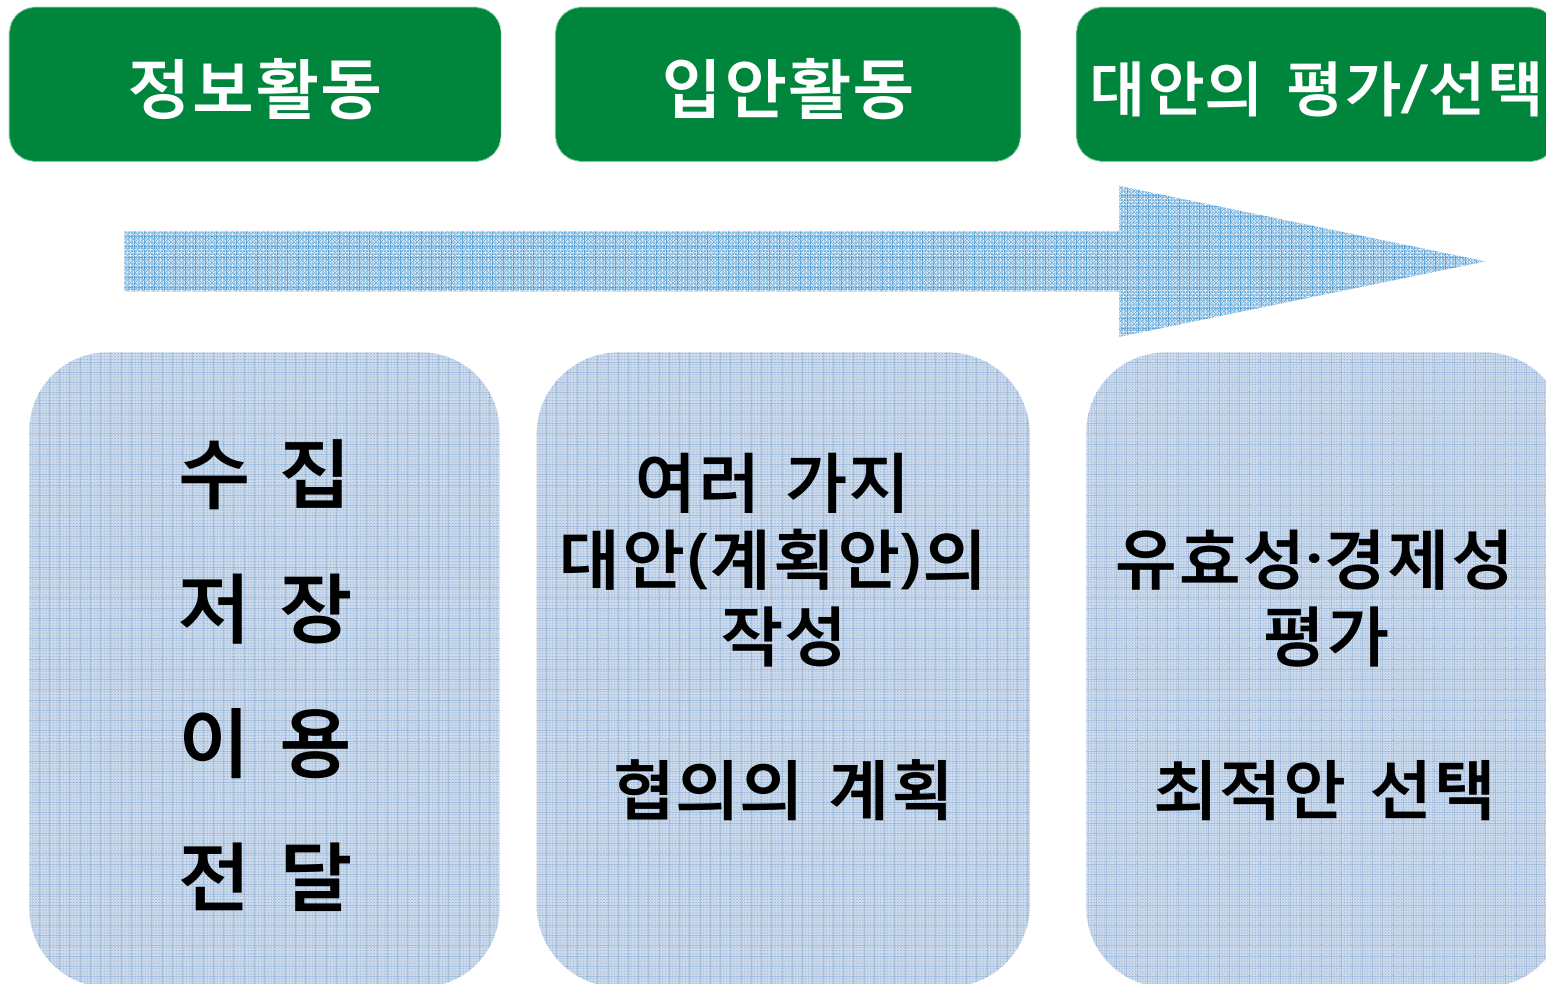 정보활동
입안활동
대안의 평가/선택
수 집
저 장
이 용
전 달
여러 가지
대안(계획안)의
작성
협의의 계획
유효성·경제성
평가
최적안 선택